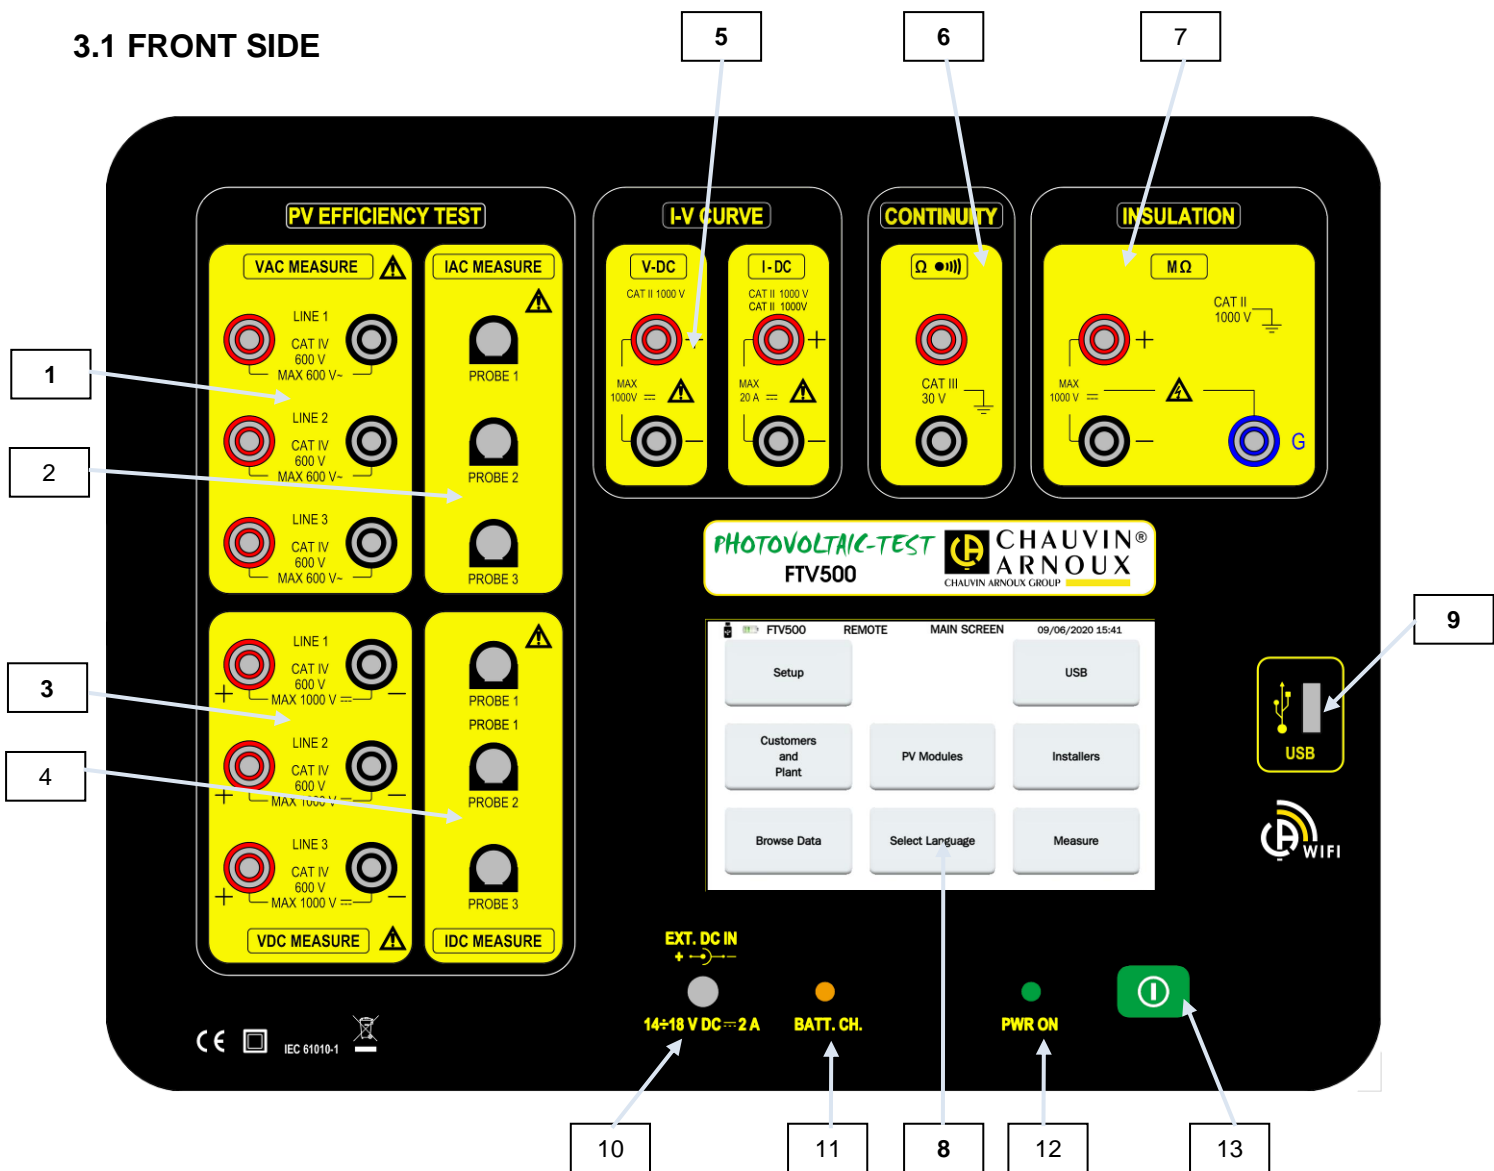 3.1 FRONT SIDE
5
6
7
PV EFFICIENCY TEST
VAC MEASURE
LINE 1
CAT IV
600 V
MAX 600 V~
LINE 2
CAT IV
600 V
MAX 600 V~
LINE 3
CAT IV
600 V
MAX 600 V~
IAC MEASURE
PROBE 1
PROBE 2
PROBE 3
1
2
LINE 1
CAT IV
600 V
+ MAX 1000 V ⎓ −
LINE 2
CAT IV
600 V
+ MAX 1000 V ⎓ −
LINE 3
CAT IV
600 V
+ MAX 1000 V ⎓ −
VDC MEASURE
PROBE 1
PROBE 1
PROBE 2
PROBE 3
IDC MEASURE
3
4
I-V CURVE
V-DC
CAT II 1000 V
+
MAX
1000V ⎓
−
I-DC
CAT II 1000 V
CAT II 1000V
+
MAX
20 A ⎓
−
CONTINUITY
Ω
CAT III
30 V
INSULATION
MΩ
CAT II
1000 V
+
MAX
1000 V ⎓
−
G
PHOTOVOLTAIC-TEST
FTV500
CHAUVIN®
ARNOUX
CHAUVIN ARNOUX GROUP
FTV500 REMOTE MAIN SCREEN 09/06/2020 15:41
Setup
USB
Customers
and
Plant
PV Modules
Installers
Browse Data
Select Language
Measure
9
USB
WIFI
EXT. DC IN
+ −
14÷18 V DC⎓2 A
BATT. CH.
PWR ON
CE
IEC 61010-1
10
11
8
12
13